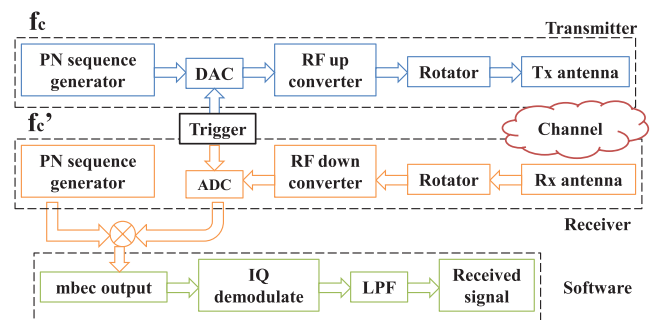 fc
Transmitter
PN sequence
generator
DAC
RF up
converter
Rotator
Tx antenna
fc’
Trigger
Channel
PN sequence
generator
ADC
RF down
converter
Rotator
Rx antenna
Receiver
mbec output
IQ
demodulate
LPF
Received
signal
Software